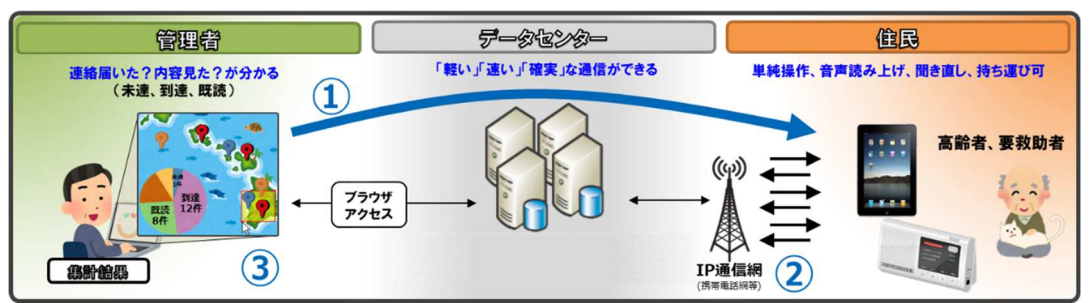 管理者
データセンター
住民
連絡届いた?内容見た?が分かる
(未達、到達、既読)
「軽い」「速い」「確実」な通信ができる
単純操作、音声読み上げ、聞き直し、持ち運び可
①
高齢者、要救助者
到達
12件
既読
8件
ブラウザ
アクセス
集計結果
③
IP通信網
(携帯電話網等)
②